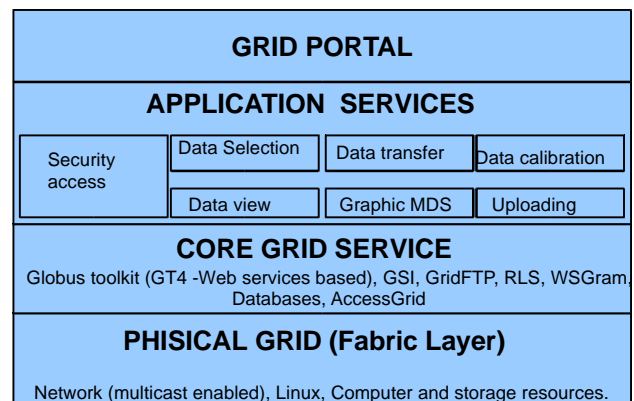 GRID PORTAL
APPLICATION SERVICES
Security
access
Data Selection
Data transfer
Data calibration
Data view
Graphic MDS
Uploading
CORE GRID SERVICE
Globus toolkit (GT4 -Web services based), GSI, GridFTP, RLS, WSGram,
Databases, AccessGrid
PHISICAL GRID (Fabric Layer)
Network (multicast enabled), Linux, Computer and storage resources.